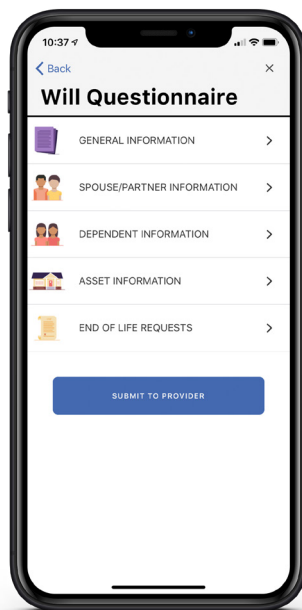 10:37
Back
Will Questionnaire
GENERAL INFORMATION
SPOUSE/PARTNER INFORMATION
DEPENDENT INFORMATION
ASSET INFORMATION
END OF LIFE REQUESTS
SUBMIT TO PROVIDER